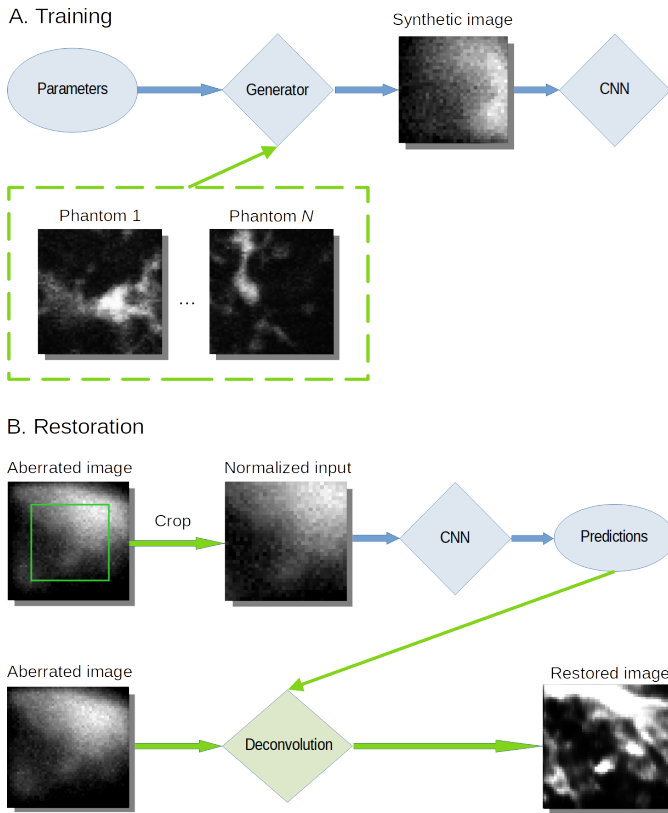 A. Training
Synthetic image
Parameters
Generator
CNN
Phantom 1
Phantom N
...
B. Restoration
Aberrated image
Normalized input
Crop
CNN
Predictions
Aberrated image
Restored image
Deconvolution